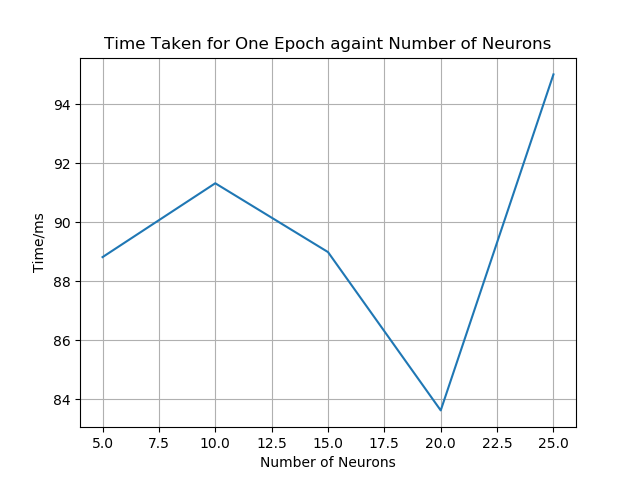 Time Taken for One Epoch againt Number of Neurons
94
92
90
88
86
84
Time/ms
5.0 7.5 10.0 12.5 15.0 17.5 20.0 22.5 25.0
Number of Neurons